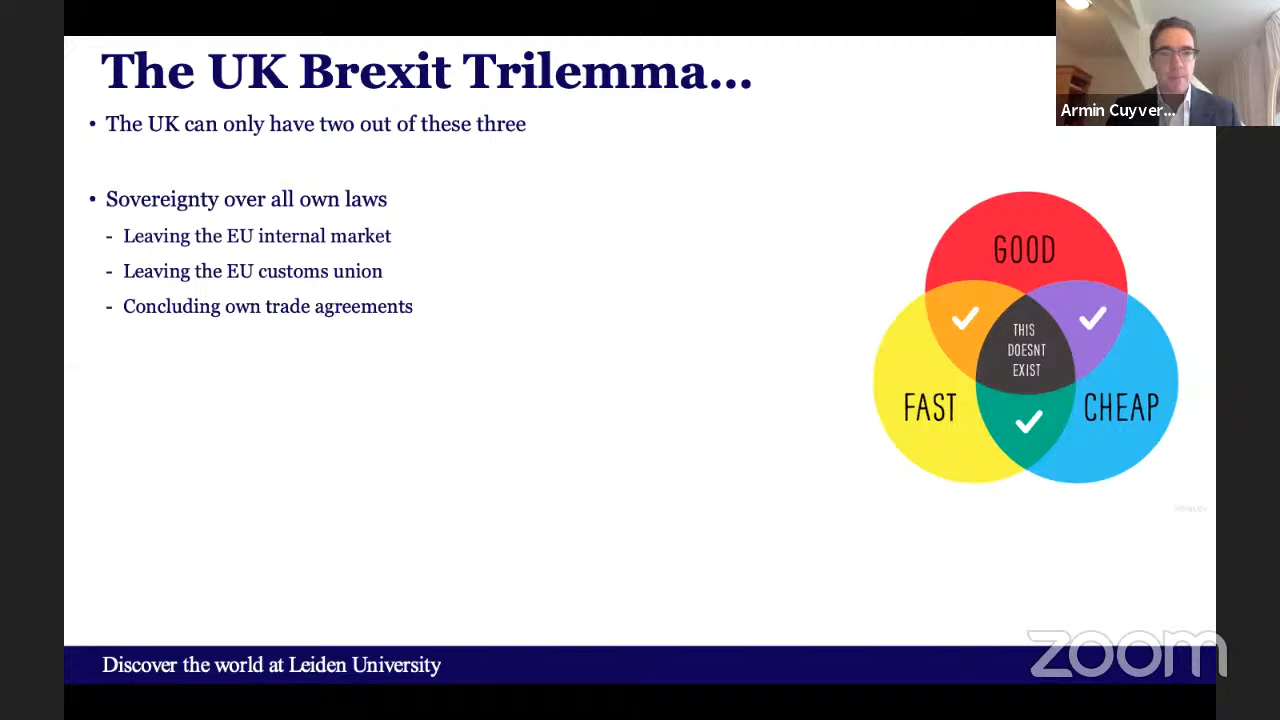 The UK Brexit Trilemma...
• The UK can only have two out of these three
• Sovereignty over all own laws
- Leaving the EU internal market
- Leaving the EU customs union
- Concluding own trade agreements
Armin Cuyver...
GOOD
THIS
DOESNT
EXIST
FAST
CHEAP
Discover the world at Leiden University
zoom